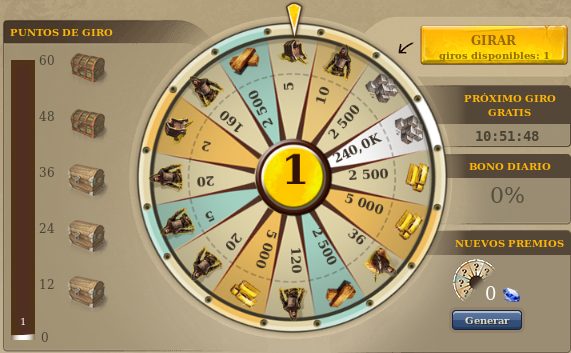 PUNTOS DE GIRO
60
48
36
24
12
0
1
GIRAR
giros disponibles: 1
PRÓXIMO GIRO
GRATIS
10:51:48
BONO DIARIO
0%
NUEVOS PREMIOS
? ? ? ?
0
Generar
1
5
10
2 500
240,0K
2 500
5 000
36
2 500
120
5 000
20
5
20
2
160
2 500